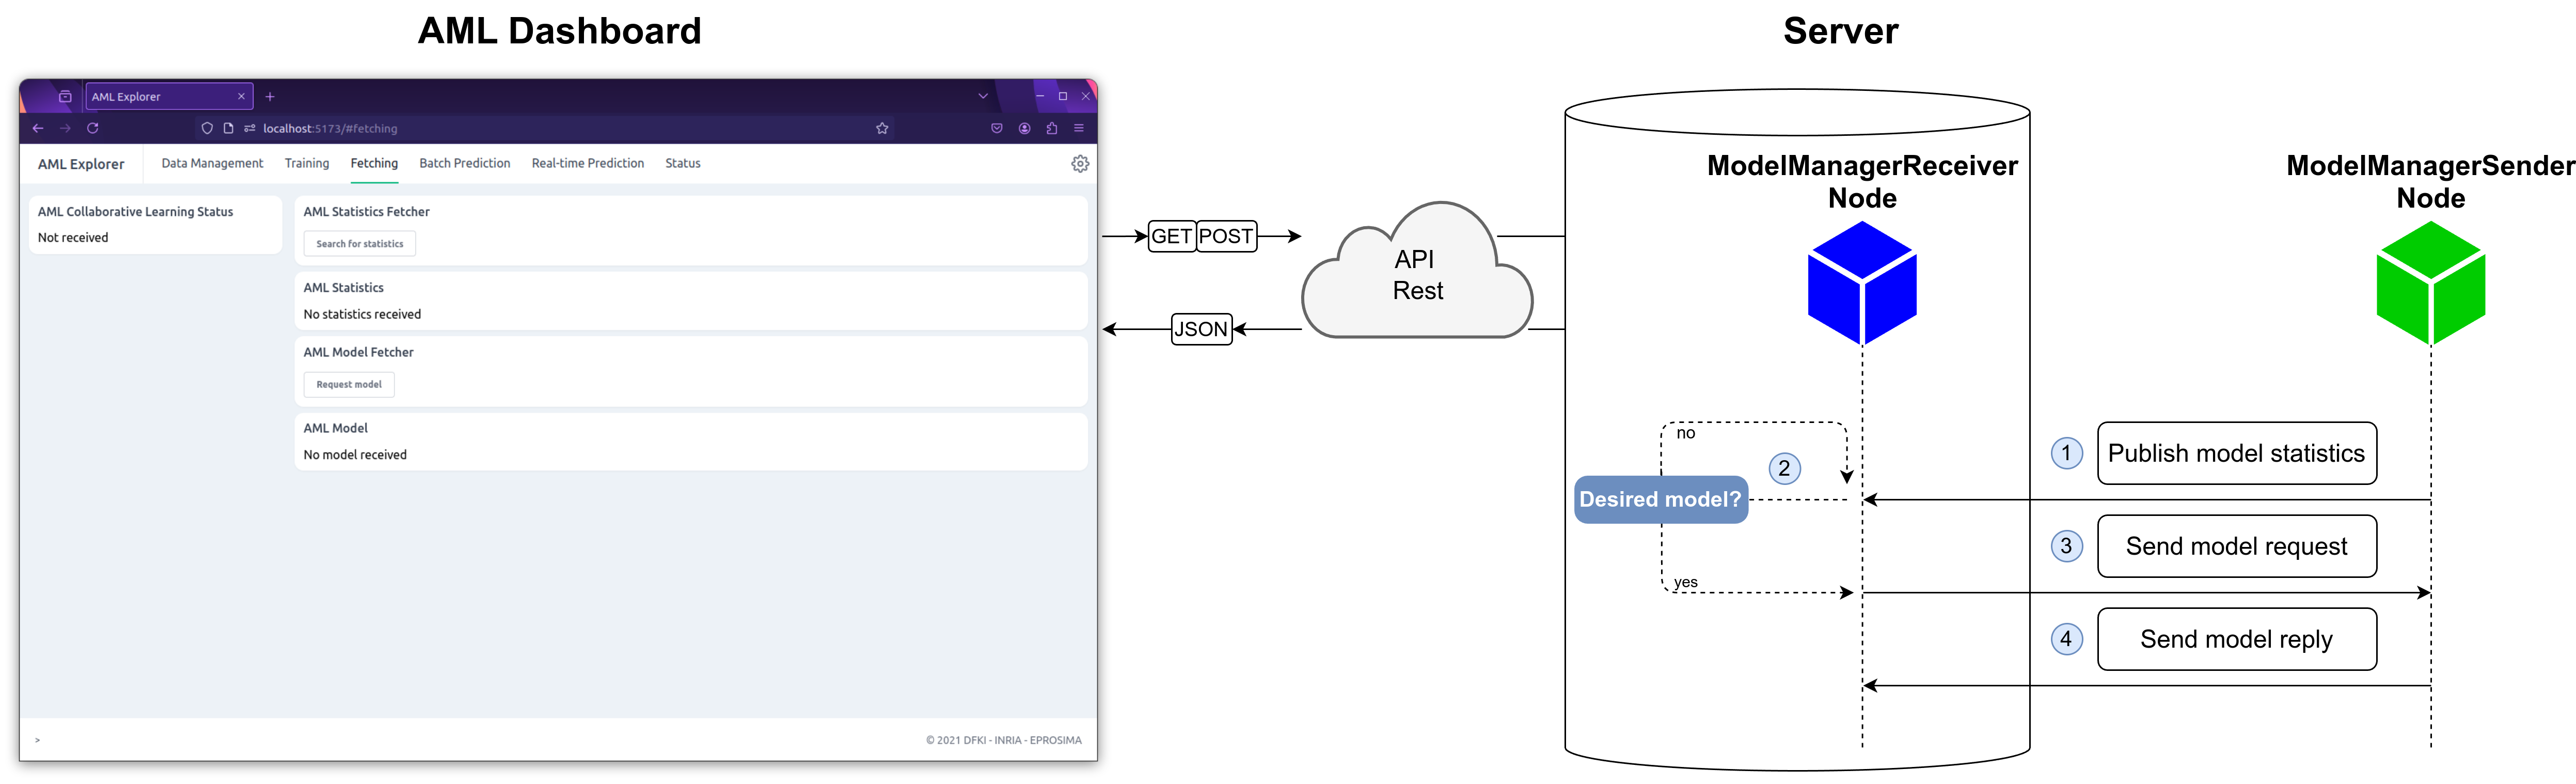 AML Dashboard
AML Explorer
localhost:5173/#fetching
AML Explorer
Data Management
Training
Fetching
Batch Prediction
Real-time Prediction
Status
AML Collaborative Learning Status
Not received
AML Statistics Fetcher
Search for statistics
AML Statistics
No statistics received
AML Model Fetcher
Request model
AML Model
No model received
>
© 2021 DFKI - INRIA - EPROSIMA
GET
POST
JSON
API
Rest
Server
ModelManagerReceiver
Node
ModelManagerSender
Node
no
2
Desired model?
yes
1
Publish model statistics
3
Send model request
4
Send model reply